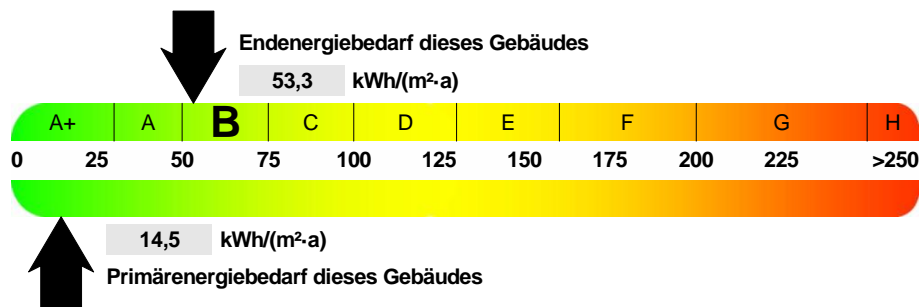 Endenergiebedarf dieses Gebäudes
53,3 kWh/(m²·a)
A+ A B C D E F G H
0 25 50 75 100 125 150 175 200 225 >250
14,5 kWh/(m²·a)
Primärenergiebedarf dieses Gebäudes